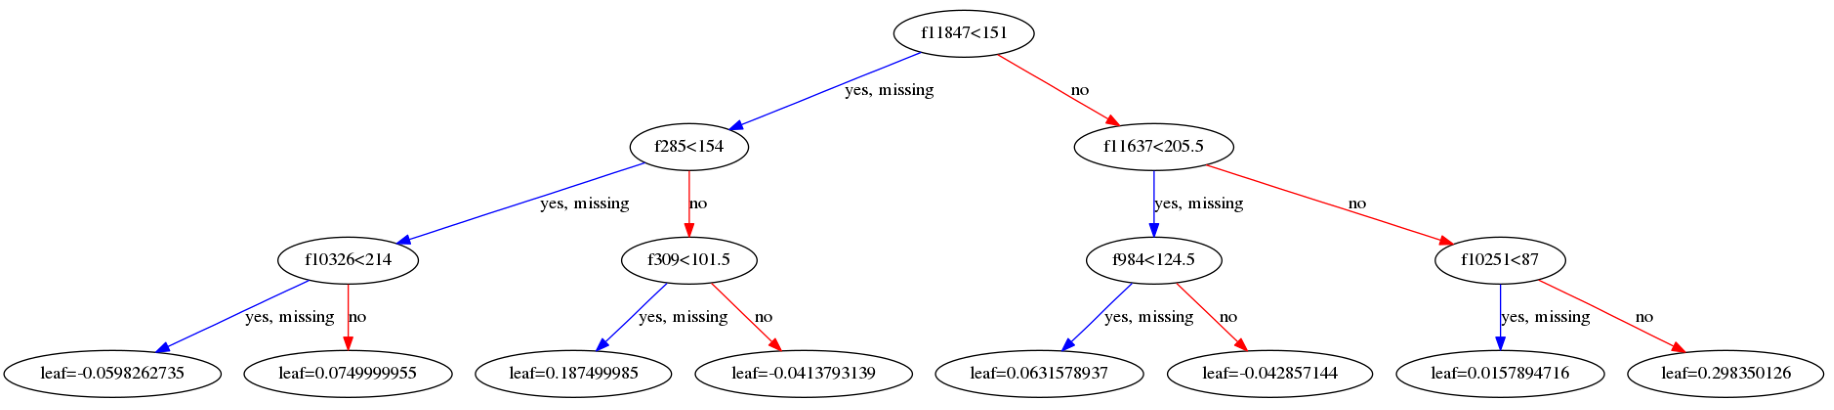 f11847<151
yes, missing
no
f285<154
f11637<205.5
yes, missing
no
yes, missing
no
f10326<214
f309<101.5
f984<124.5
f10251<87
yes, missing
no
yes, missing
no
yes, missing
no
yes, missing
no
leaf=-0.0598262735
leaf=0.0749999955
leaf=0.187499985
leaf=-0.0413793139
leaf=0.0631578937
leaf=-0.042857144
leaf=0.0157894716
leaf=0.298350126